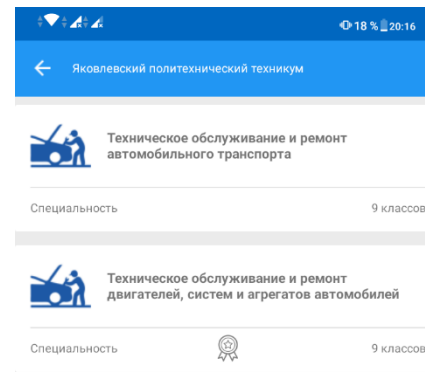 18 % 20:16
Яковлевский политехнический техникум
Техническое обслуживание и ремонт
автомобильного транспорта
Специальность 9 классов
Техническое обслуживание и ремонт
двигателей, систем и агрегатов автомобилей
Специальность 9 классов